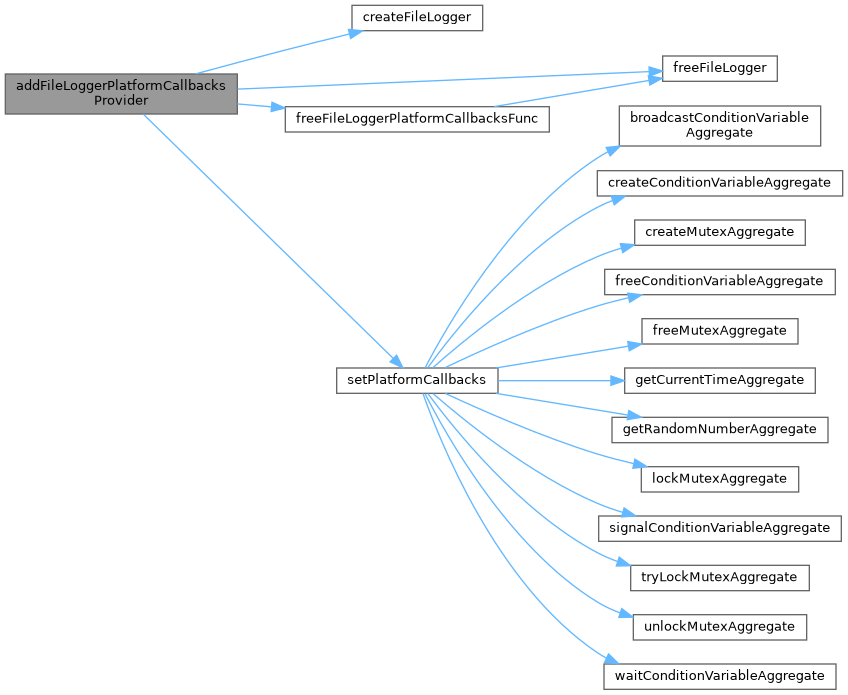 createFileLogger
addFileLoggerPlatformCallbacks
Provider
freeFileLogger
freeFileLoggerPlatformCallbacksFunc
broadcastConditionVariable
Aggregate
createConditionVariableAggregate
createMutexAggregate
freeConditionVariableAggregate
freeMutexAggregate
setPlatformCallbacks
getCurrentTimeAggregate
getRandomNumberAggregate
lockMutexAggregate
signalConditionVariableAggregate
tryLockMutexAggregate
unlockMutexAggregate
waitConditionVariableAggregate